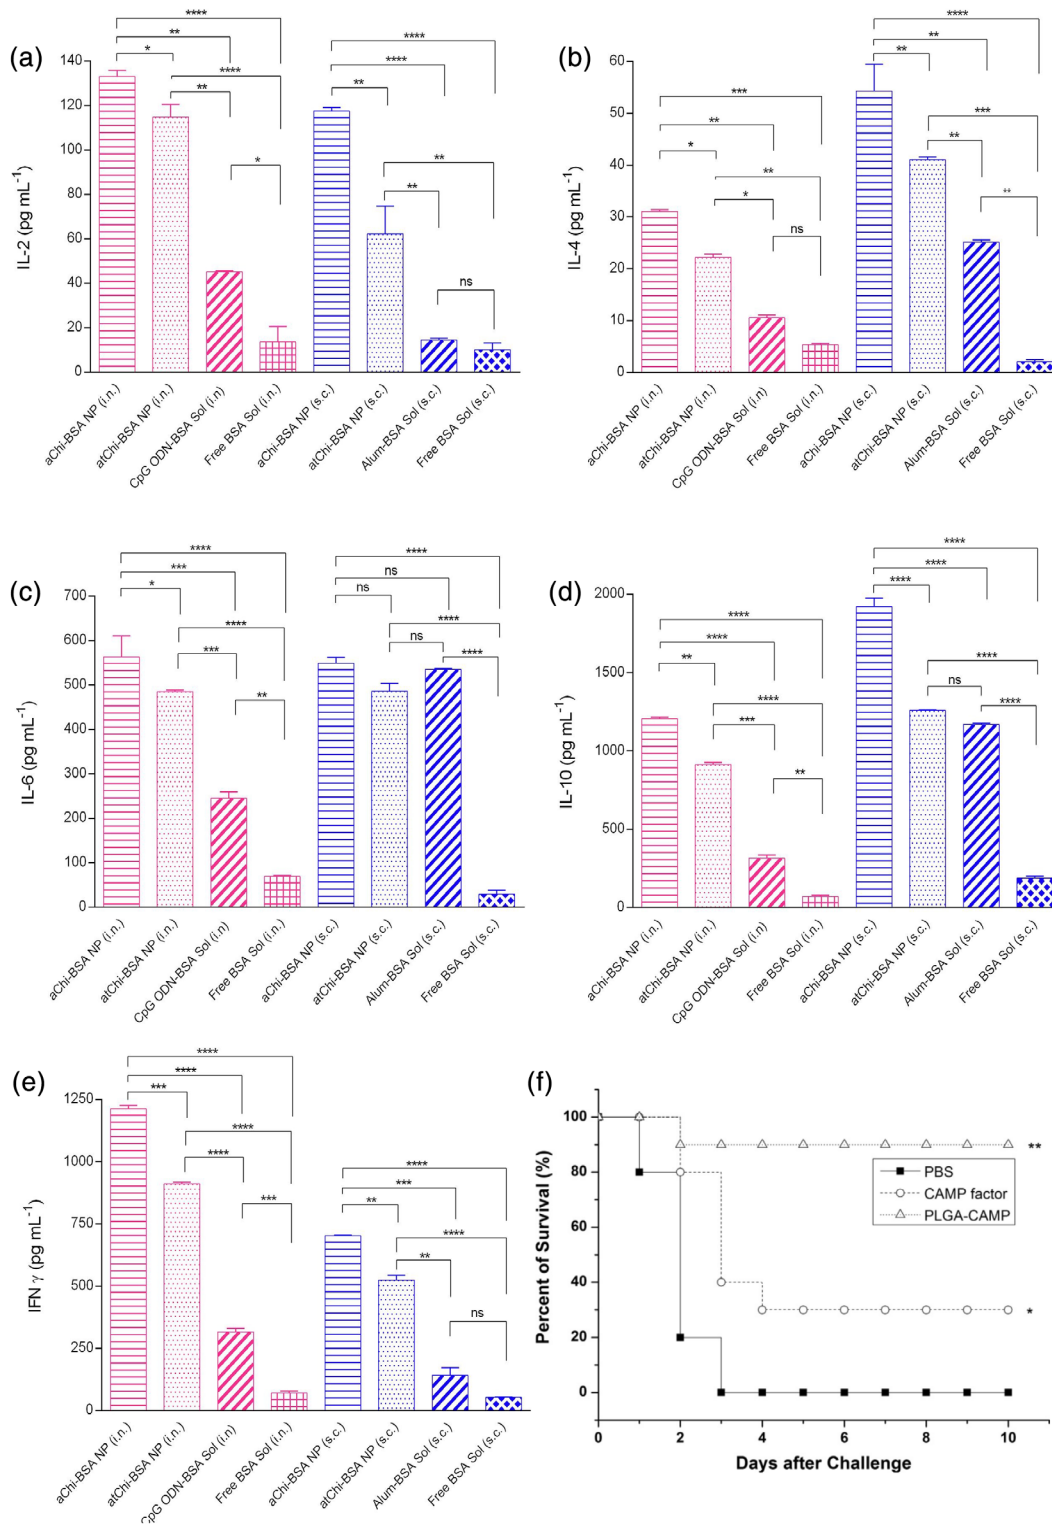 (a)
****
**
*
****
**
*
****
****
**
**
**
ns
IL-2 (pg mL⁻¹)
140
120
100
80
60
40
20
0
aChi-BSA NP (i.n.)
atChi-BSA NP (i.n.)
CpG ODN-BSA Sol (i.n)
Free BSA Sol (i.n.)
aChi-BSA NP (s.c.)
atChi-BSA NP (s.c.)
Alum-BSA Sol (s.c.)
Free BSA Sol (s.c.)
(b)
***
**
*
**
*
ns
****
**
**
***
**
**
IL-4 (pg mL⁻¹)
60
50
40
30
20
10
0
aChi-BSA NP (i.n.)
atChi-BSA NP (i.n.)
CpG ODN-BSA Sol (i.n)
Free BSA Sol (i.n.)
aChi-BSA NP (s.c.)
atChi-BSA NP (s.c.)
Alum-BSA Sol (s.c.)
Free BSA Sol (s.c.)
(c)
****
***
*
****
***
**
****
ns
ns
****
ns
****
IL-6 (pg mL⁻¹)
700
600
500
400
300
200
100
0
aChi-BSA NP (i.n.)
atChi-BSA NP (i.n.)
CpG ODN-BSA Sol (i.n)
Free BSA Sol (i.n.)
aChi-BSA NP (s.c.)
atChi-BSA NP (s.c.)
Alum-BSA Sol (s.c.)
Free BSA Sol (s.c.)
(d)
****
****
**
****
***
**
****
****
****
****
ns
****
IL-10 (pg mL⁻¹)
2000
1500
1000
500
0
aChi-BSA NP (i.n.)
atChi-BSA NP (i.n.)
CpG ODN-BSA Sol (i.n)
Free BSA Sol (i.n.)
aChi-BSA NP (s.c.)
atChi-BSA NP (s.c.)
Alum-BSA Sol (s.c.)
Free BSA Sol (s.c.)
(e)
****
****
***
****
****
***
****
***
**
****
**
ns
IFN γ (pg mL⁻¹)
1250
1000
750
500
250
0
aChi-BSA NP (i.n.)
atChi-BSA NP (i.n.)
CpG ODN-BSA Sol (i.n)
Free BSA Sol (i.n.)
aChi-BSA NP (s.c.)
atChi-BSA NP (s.c.)
Alum-BSA Sol (s.c.)
Free BSA Sol (s.c.)
(f)
Percent of Survival (%)
100
80
60
40
20
0
PBS
CAMP factor
PLGA-CAMP
**
*
0 2 4 6 8 10
Days after Challenge